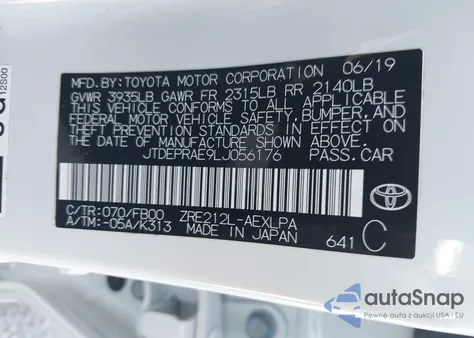 MFD.BY: TOYOTA MOTOR CORPORATION 06/19
GVWR 3935LB GAWR FR 2315LB RR 2140LB
THIS VEHICLE CONFORMS TO ALL APPLICABLE
FEDERAL MOTOR VEHICLE SAFETY, BUMPER, AND
THEFT PREVENTION STANDARDS IN EFFECT ON
THE DATE OF MANUFACTURE SHOWN ABOVE.
JTDEPRAE9LJ056176 PASS.CAR
C/TR:070/FB00 ZRE212L-AEXLPA
A/TM:-05A/K313 MADE IN JAPAN 641 C
TOYOTA
12S00
autoSnap
Pewne auta z aukcji USA